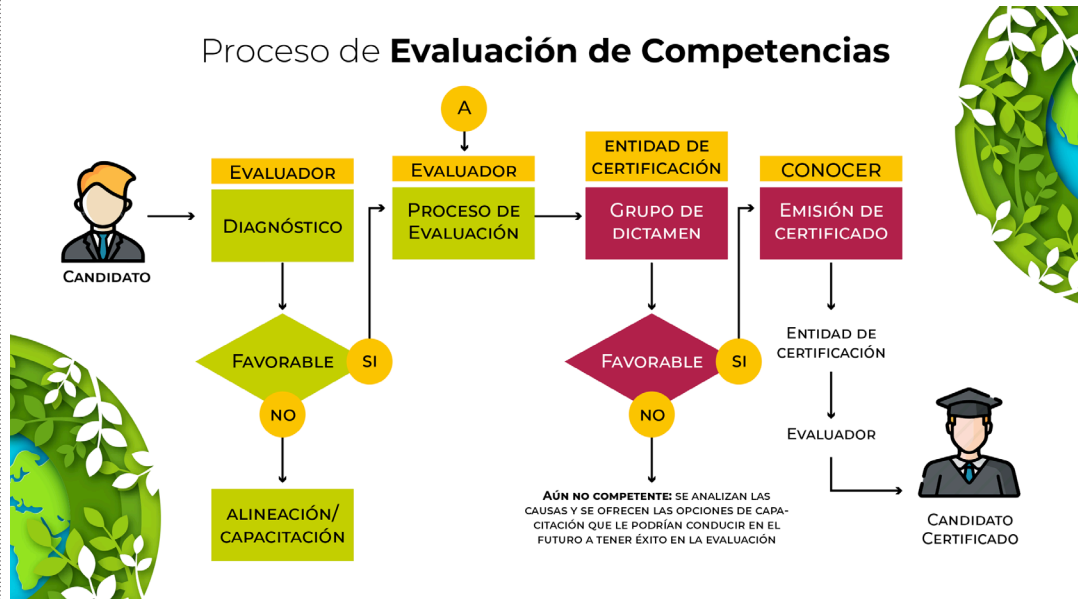 Proceso de Evaluación de Competencias
A
CANDIDATO
EVALUADOR
DIAGNÓSTICO
FAVORABLE
SI
NO
ALINEACIÓN/
CAPACITACIÓN
EVALUADOR
PROCESO DE
EVALUACIÓN
ENTIDAD DE
CERTIFICACIÓN
GRUPO DE
DICTAMEN
FAVORABLE
SI
NO
AÚN NO COMPETENTE: SE ANALIZAN LAS
CAUSAS Y SE OFRECEN LAS OPCIONES DE CAPA-
CITACIÓN QUE LE PODRÍAN CONDUCIR EN EL
FUTURO A TENER ÉXITO EN LA EVALUACIÓN
CONOCER
EMISIÓN DE
CERTIFICADO
ENTIDAD DE
CERTIFICACIÓN
EVALUADOR
CANDIDATO
CERTIFICADO